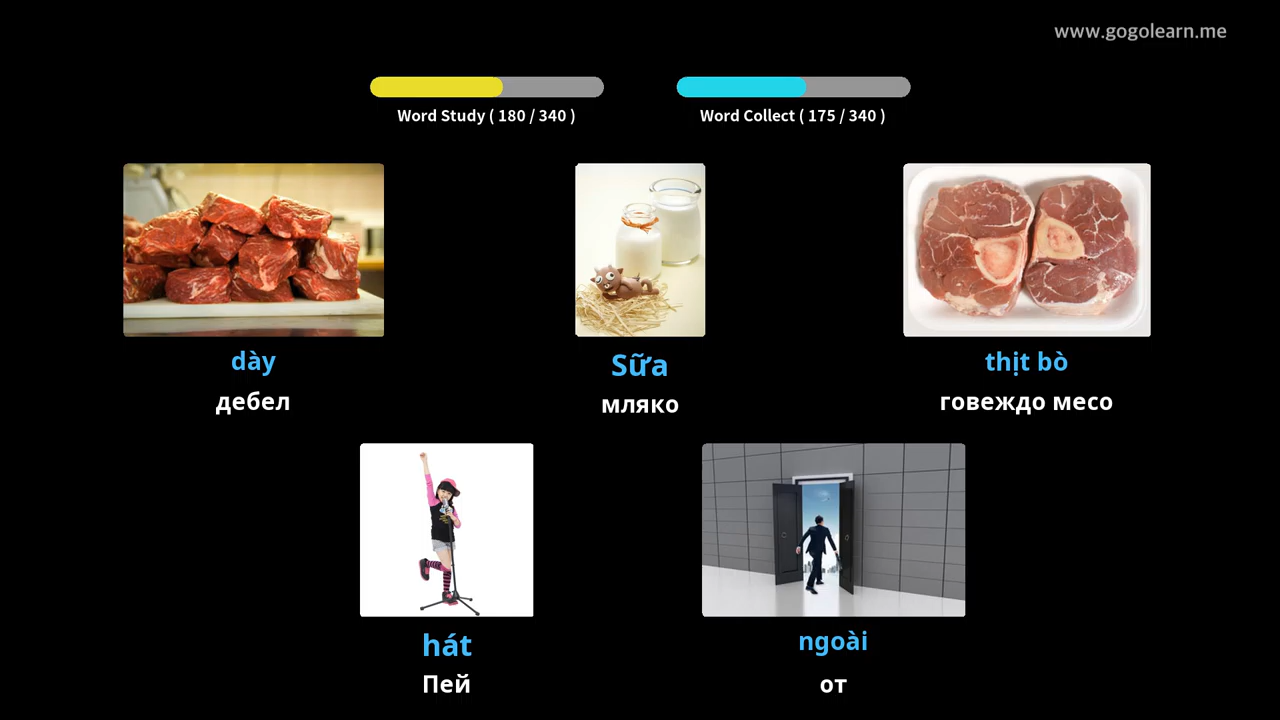 www.gogolearn.me
Word Study ( 180 / 340 )
Word Collect ( 175 / 340 )
dày
дебел
Sữa
мляко
thịt bò
говеждо месо
hát
Пей
ngoài
от